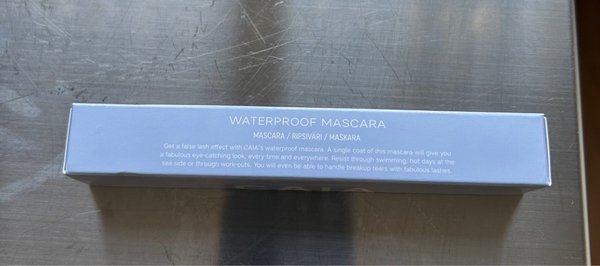 WATERPROOF MASCARA
MASCARA / RIPSIVÄRI / MASKARA
Get a false lash effect with CAIA's waterproof mascara. A single coat of this mascara will give you
a fabulous eye-catching look, every time and everywhere. Resist through swimming, hot days at the
sea side or through work-outs. You will even be able to handle breakup tears with fabulous lashes.